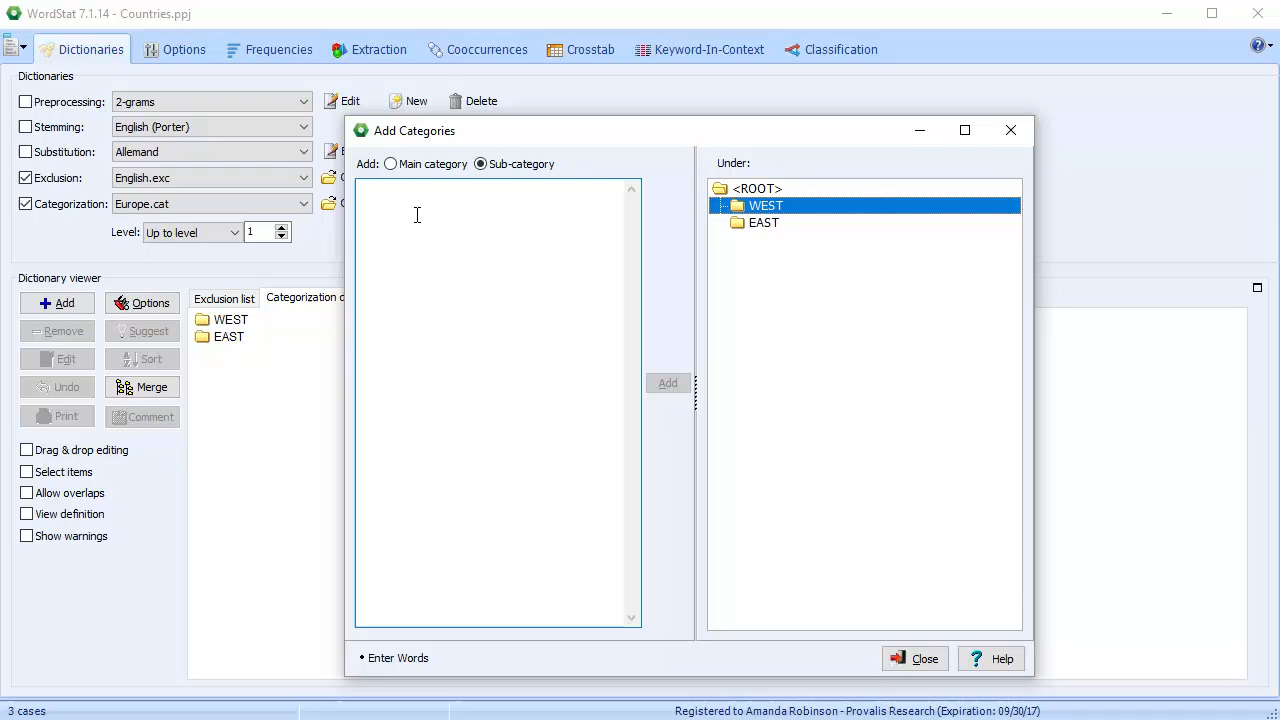 WordStat 7.1.14 - Countries.ppj
Dictionaries Options Frequencies Extraction Cooccurrences Crosstab Keyword-In-Context Classification
Dictionaries
Preprocessing: 2-grams Edit New Delete
Stemming: English (Porter)
Substitution: Allemand
Exclusion: English.exc
Categorization: Europe.cat
Level: Up to level 1
Dictionary viewer
Add Options
Remove Suggest
Edit Sort
Undo Merge
Print Comment
Drag & drop editing
Select items
Allow overlaps
View definition
Show warnings
Exclusion list Categorization
WEST
EAST
Add Categories
Add: Main category Sub-category
Under:
<ROOT>
WEST
EAST
Add
• Enter Words
Close Help
3 cases
Registered to Amanda Robinson - Provalis Research (Expiration: 09/30/17)